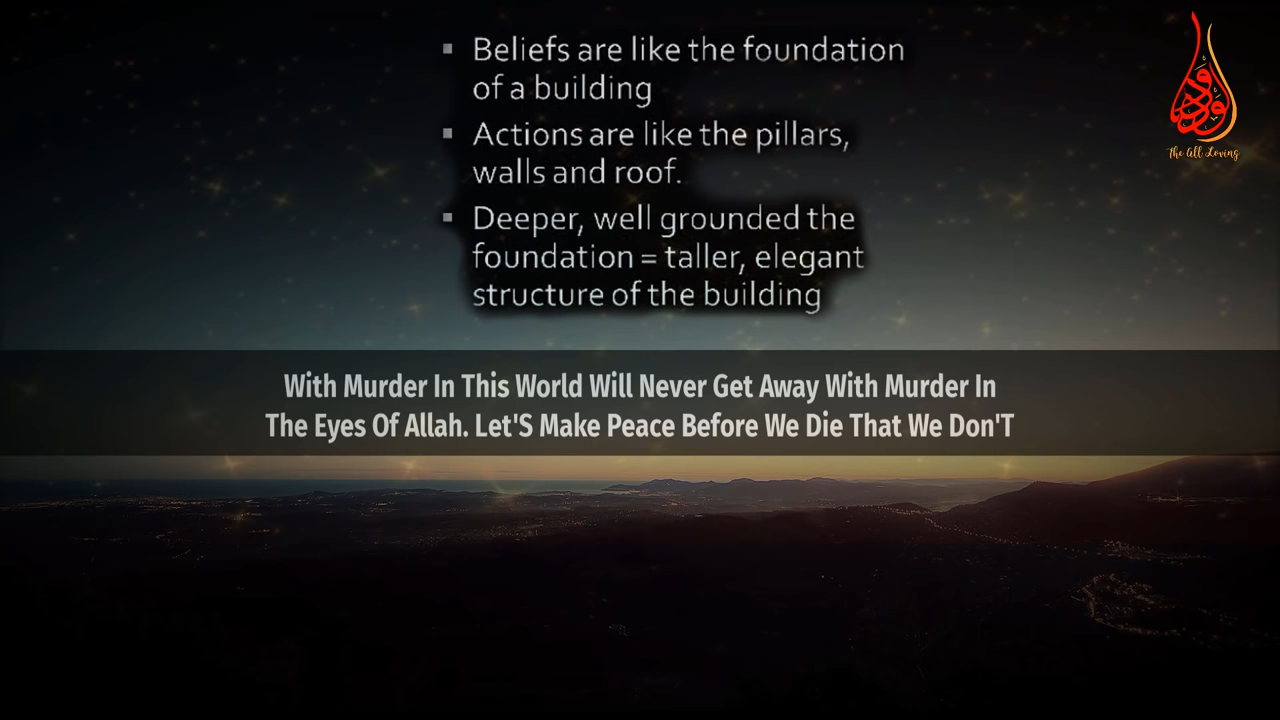 ▪ Beliefs are like the foundation
of a building
▪ Actions are like the pillars,
walls and roof.
▪ Deeper, well grounded the
foundation = taller, elegant
structure of the building
الودود
The All Loving
With Murder In This World Will Never Get Away With Murder In
The Eyes Of Allah. Let'S Make Peace Before We Die That We Don'T